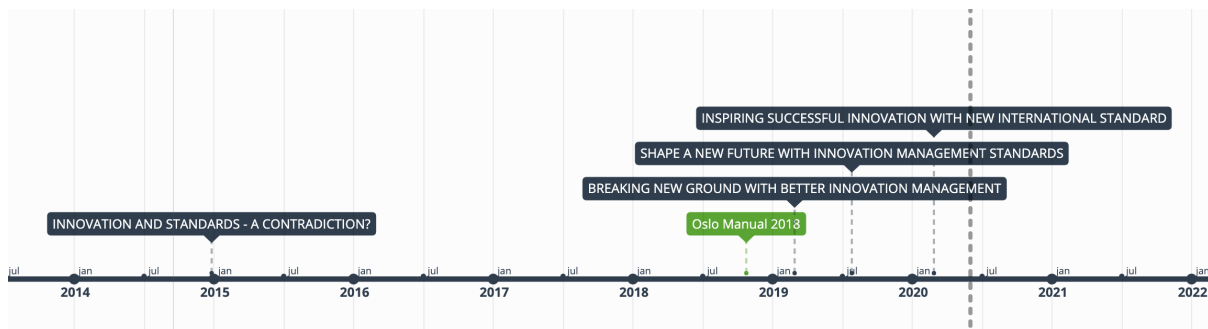 INSPIRING SUCCESSFUL INNOVATION WITH NEW INTERNATIONAL STANDARD
SHAPE A NEW FUTURE WITH INNOVATION MANAGEMENT STANDARDS
BREAKING NEW GROUND WITH BETTER INNOVATION MANAGEMENT
INNOVATION AND STANDARDS - A CONTRADICTION?
Oslo Manual 2018
jul jan jul jan jul jan jul jan jul jan jul jan jul jan jul jan jul jan
2014 2015 2016 2017 2018 2019 2020 2021 2022